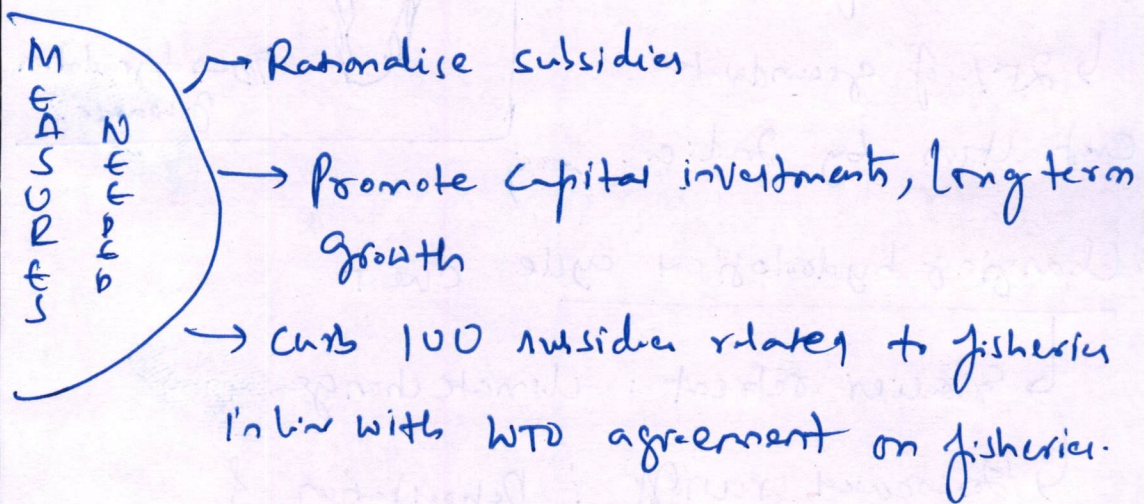 MEASURES
NEEDED
→ Rationalise subsidies
→ Promote capital investments, long term
growth
→ Curb IUU subsidies related to fisheries
in line with WTO agreement on fisheries.